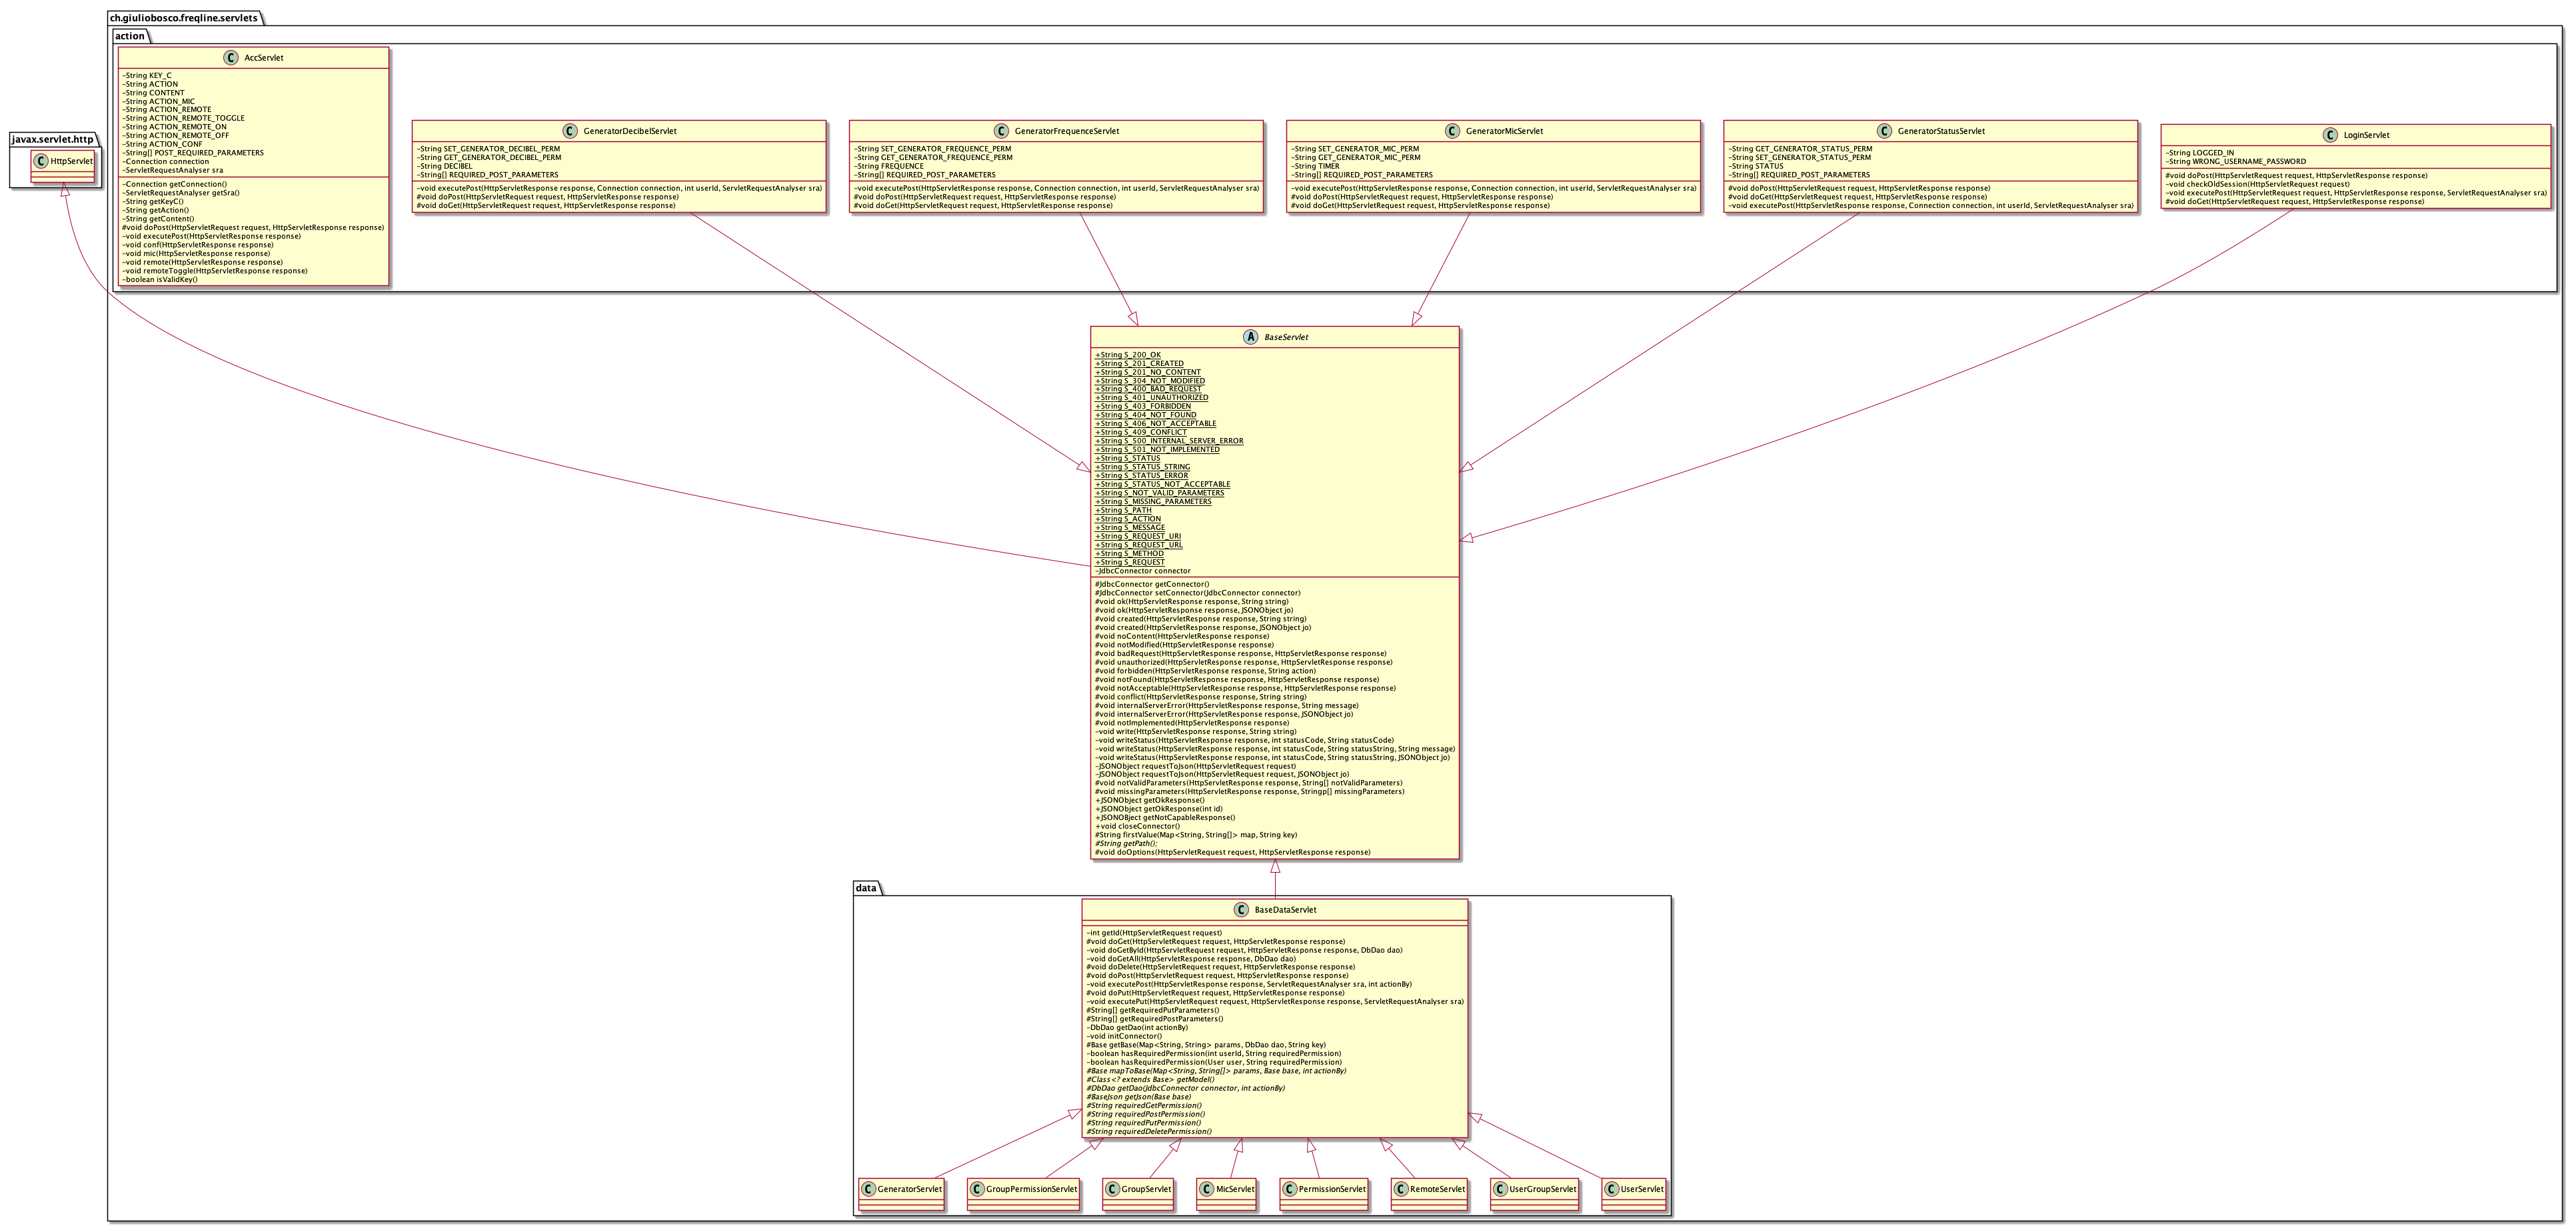 ch.giuliobosco.freqline.servlets
action
C AccServlet
-String KEY_C
-String ACTION
-String CONTENT
-String ACTION_MIC
-String ACTION_REMOTE
-String ACTION_REMOTE_TOGGLE
-String ACTION_REMOTE_ON
-String ACTION_REMOTE_OFF
-String ACTION_CONF
-String[] POST_REQUIRED_PARAMETERS
-Connection connection
-ServletRequestAnalyser sra
-Connection getConnection()
-ServletRequestAnalyser getSra()
-String getKeyC()
-String getAction()
-String getContent()
#void doPost(HttpServletRequest request, HttpServletResponse response)
-void executePost(HttpServletResponse response)
-void conf(HttpServletResponse response)
-void mic(HttpServletResponse response)
-void remote(HttpServletResponse response)
-void remoteToggle(HttpServletResponse response)
-boolean isValidKey()
C GeneratorDecibelServlet
-String SET_GENERATOR_DECIBEL_PERM
-String GET_GENERATOR_DECIBEL_PERM
-String DECIBEL
-String[] REQUIRED_POST_PARAMETERS
-void executePost(HttpServletResponse response, Connection connection, int userId, ServletRequestAnalyser sra)
#void doPost(HttpServletRequest request, HttpServletResponse response)
#void doGet(HttpServletRequest request, HttpServletResponse response)
C GeneratorFrequenceServlet
-String SET_GENERATOR_FREQUENCE_PERM
-String GET_GENERATOR_FREQUENCE_PERM
-String FREQUENCE
-String[] REQUIRED_POST_PARAMETERS
-void executePost(HttpServletResponse response, Connection connection, int userId, ServletRequestAnalyser sra)
#void doPost(HttpServletRequest request, HttpServletResponse response)
#void doGet(HttpServletRequest request, HttpServletResponse response)
C GeneratorMicServlet
-String SET_GENERATOR_MIC_PERM
-String GET_GENERATOR_MIC_PERM
-String TIMER
-String[] REQUIRED_POST_PARAMETERS
-void executePost(HttpServletResponse response, Connection connection, int userId, ServletRequestAnalyser sra)
#void doPost(HttpServletRequest request, HttpServletResponse response)
#void doGet(HttpServletRequest request, HttpServletResponse response)
C GeneratorStatusServlet
-String GET_GENERATOR_STATUS_PERM
-String SET_GENERATOR_STATUS_PERM
-String STATUS
-String[] REQUIRED_POST_PARAMETERS
#void doPost(HttpServletRequest request, HttpServletResponse response)
#void doGet(HttpServletRequest request, HttpServletResponse response)
-void executePost(HttpServletResponse response, Connection connection, int userId, ServletRequestAnalyser sra)
C LoginServlet
-String LOGGED_IN
-String WRONG_USERNAME_PASSWORD
#void doPost(HttpServletRequest request, HttpServletResponse response)
-void checkOldSession(HttpServletRequest request)
-void executePost(HttpServletRequest request, HttpServletResponse response, ServletRequestAnalyser sra)
#void doGet(HttpServletRequest request, HttpServletResponse response)
javax.servlet.http
C HttpServlet
A BaseServlet
+String S_200_OK
+String S_201_CREATED
+String S_201_NO_CONTENT
+String S_304_NOT_MODIFIED
+String S_400_BAD_REQUEST
+String S_401_UNAUTHORIZED
+String S_403_FORBIDDEN
+String S_404_NOT_FOUND
+String S_406_NOT_ACCEPTABLE
+String S_409_CONFLICT
+String S_500_INTERNAL_SERVER_ERROR
+String S_501_NOT_IMPLEMENTED
+String S_STATUS
+String S_STATUS_STRING
+String S_STATUS_ERROR
+String S_STATUS_NOT_ACCEPTABLE
+String S_NOT_VALID_PARAMETERS
+String S_MISSING_PARAMETERS
+String S_PATH
+String S_ACTION
+String S_MESSAGE
+String S_REQUEST_URI
+String S_REQUEST_URL
+String S_METHOD
+String S_REQUEST
-JdbcConnector connector
#JdbcConnector getConnector()
#JdbcConnector setConnector(JdbcConnector connector)
#void ok(HttpServletResponse response, String string)
#void ok(HttpServletResponse response, JSONObject jo)
#void created(HttpServletResponse response, String string)
#void created(HttpServletResponse response, JSONObject jo)
#void noContent(HttpServletResponse response)
#void notModified(HttpServletResponse response)
#void badRequest(HttpServletResponse response, HttpServletResponse response)
#void unauthorized(HttpServletResponse response, HttpServletResponse response)
#void forbidden(HttpServletResponse response, String action)
#void notFound(HttpServletResponse response, HttpServletResponse response)
#void notAcceptable(HttpServletResponse response, HttpServletResponse response)
#void conflict(HttpServletResponse response, String string)
#void internalServerError(HttpServletResponse response, String message)
#void internalServerError(HttpServletResponse response, JSONObject jo)
#void notImplemented(HttpServletResponse response)
-void write(HttpServletResponse response, String string)
-void writeStatus(HttpServletResponse response, int statusCode, String statusCode)
-void writeStatus(HttpServletResponse response, int statusCode, String statusString, String message)
-void writeStatus(HttpServletResponse response, int statusCode, String statusString, JSONObject jo)
-JSONObject requestToJson(HttpServletRequest request)
-JSONObject requestToJson(HttpServletRequest request, JSONObject jo)
#void notValidParameters(HttpServletResponse response, String[] notValidParameters)
#void missingParameters(HttpServletResponse response, Stringp[] missingParameters)
+JSONObject getOkResponse()
+JSONObject getOkResponse(int id)
+JSONOBject getNotCapableResponse()
+void closeConnector()
#String firstValue(Map<String, String[]> map, String key)
#String getPath();
#void doOptions(HttpServletRequest request, HttpServletResponse response)
data
C BaseDataServlet
-int getId(HttpServletRequest request)
#void doGet(HttpServletRequest request, HttpServletResponse response)
-void doGetById(HttpServletRequest request, HttpServletResponse response, DbDao dao)
-void doGetAll(HttpServletResponse response, DbDao dao)
#void doDelete(HttpServletRequest request, HttpServletResponse response)
#void doPost(HttpServletRequest request, HttpServletResponse response)
-void executePost(HttpServletResponse response, ServletRequestAnalyser sra, int actionBy)
#void doPut(HttpServletRequest request, HttpServletResponse response)
-void executePut(HttpServletRequest request, HttpServletResponse response, ServletRequestAnalyser sra)
#String[] getRequiredPutParameters()
#String[] getRequiredPostParameters()
-DbDao getDao(int actionBy)
-void initConnector()
#Base getBase(Map<String, String> params, DbDao dao, String key)
-boolean hasRequiredPermission(int userId, String requiredPermission)
-boolean hasRequiredPermission(User user, String requiredPermission)
#Base mapToBase(Map<String, String[]> params, Base base, int actionBy)
#Class<? extends Base> getModel()
#DbDao getDao(JdbcConnector connector, int actionBy)
#BaseJson getJson(Base base)
#String requiredGetPermission()
#String requiredPostPermission()
#String requiredPutPermission()
#String requiredDeletePermission()
C GeneratorServlet
C GroupPermissionServlet
C GroupServlet
C MicServlet
C PermissionServlet
C RemoteServlet
C UserGroupServlet
C UserServlet